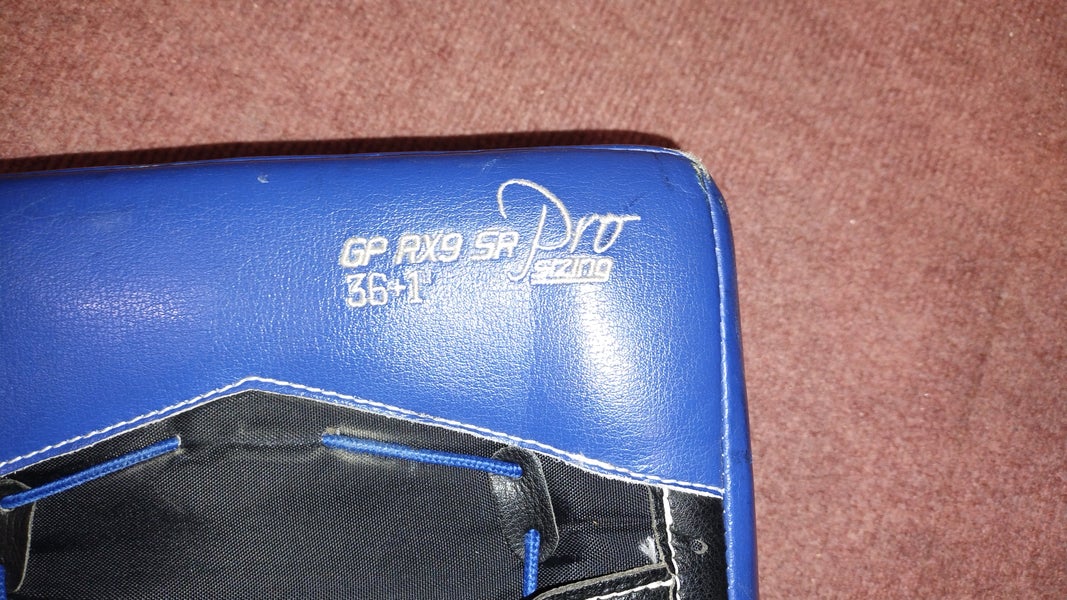 GP RX9 SR Pro
sizing
36+1"